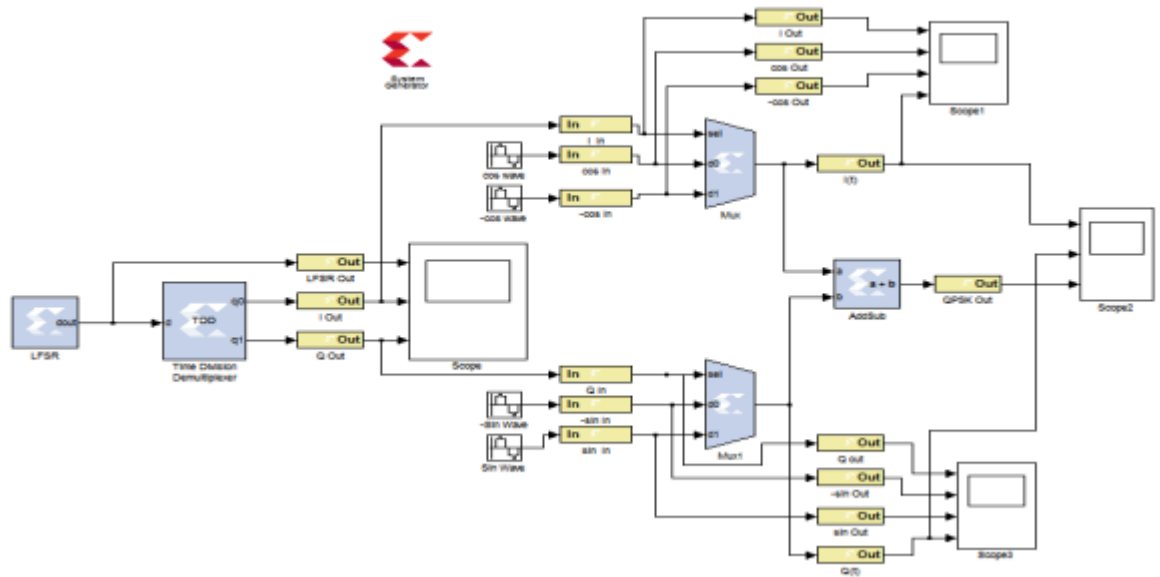 Out
I Out
Out
cos Out
Out
-cos Out
Scope1
System
Generator
In
I In
cos wave
In
cos In
-cos wave
In
-cos In
sel
d0
d1
Mux
Out
I(t)
Scope2
LFSR
dout
d
TDD
q0
q1
Time Division
Demultiplexer
Out
LFSR Out
Out
I Out
Out
Q Out
Scope
a
b
a + b
AddSub
Out
QPSK Out
In
Q In
-sin Wave
In
-sin In
Sin Wave
In
sin In
sel
d0
d1
Mux1
Out
Q out
Out
-sin Out
Out
sin Out
Out
Q(t)
Scope3